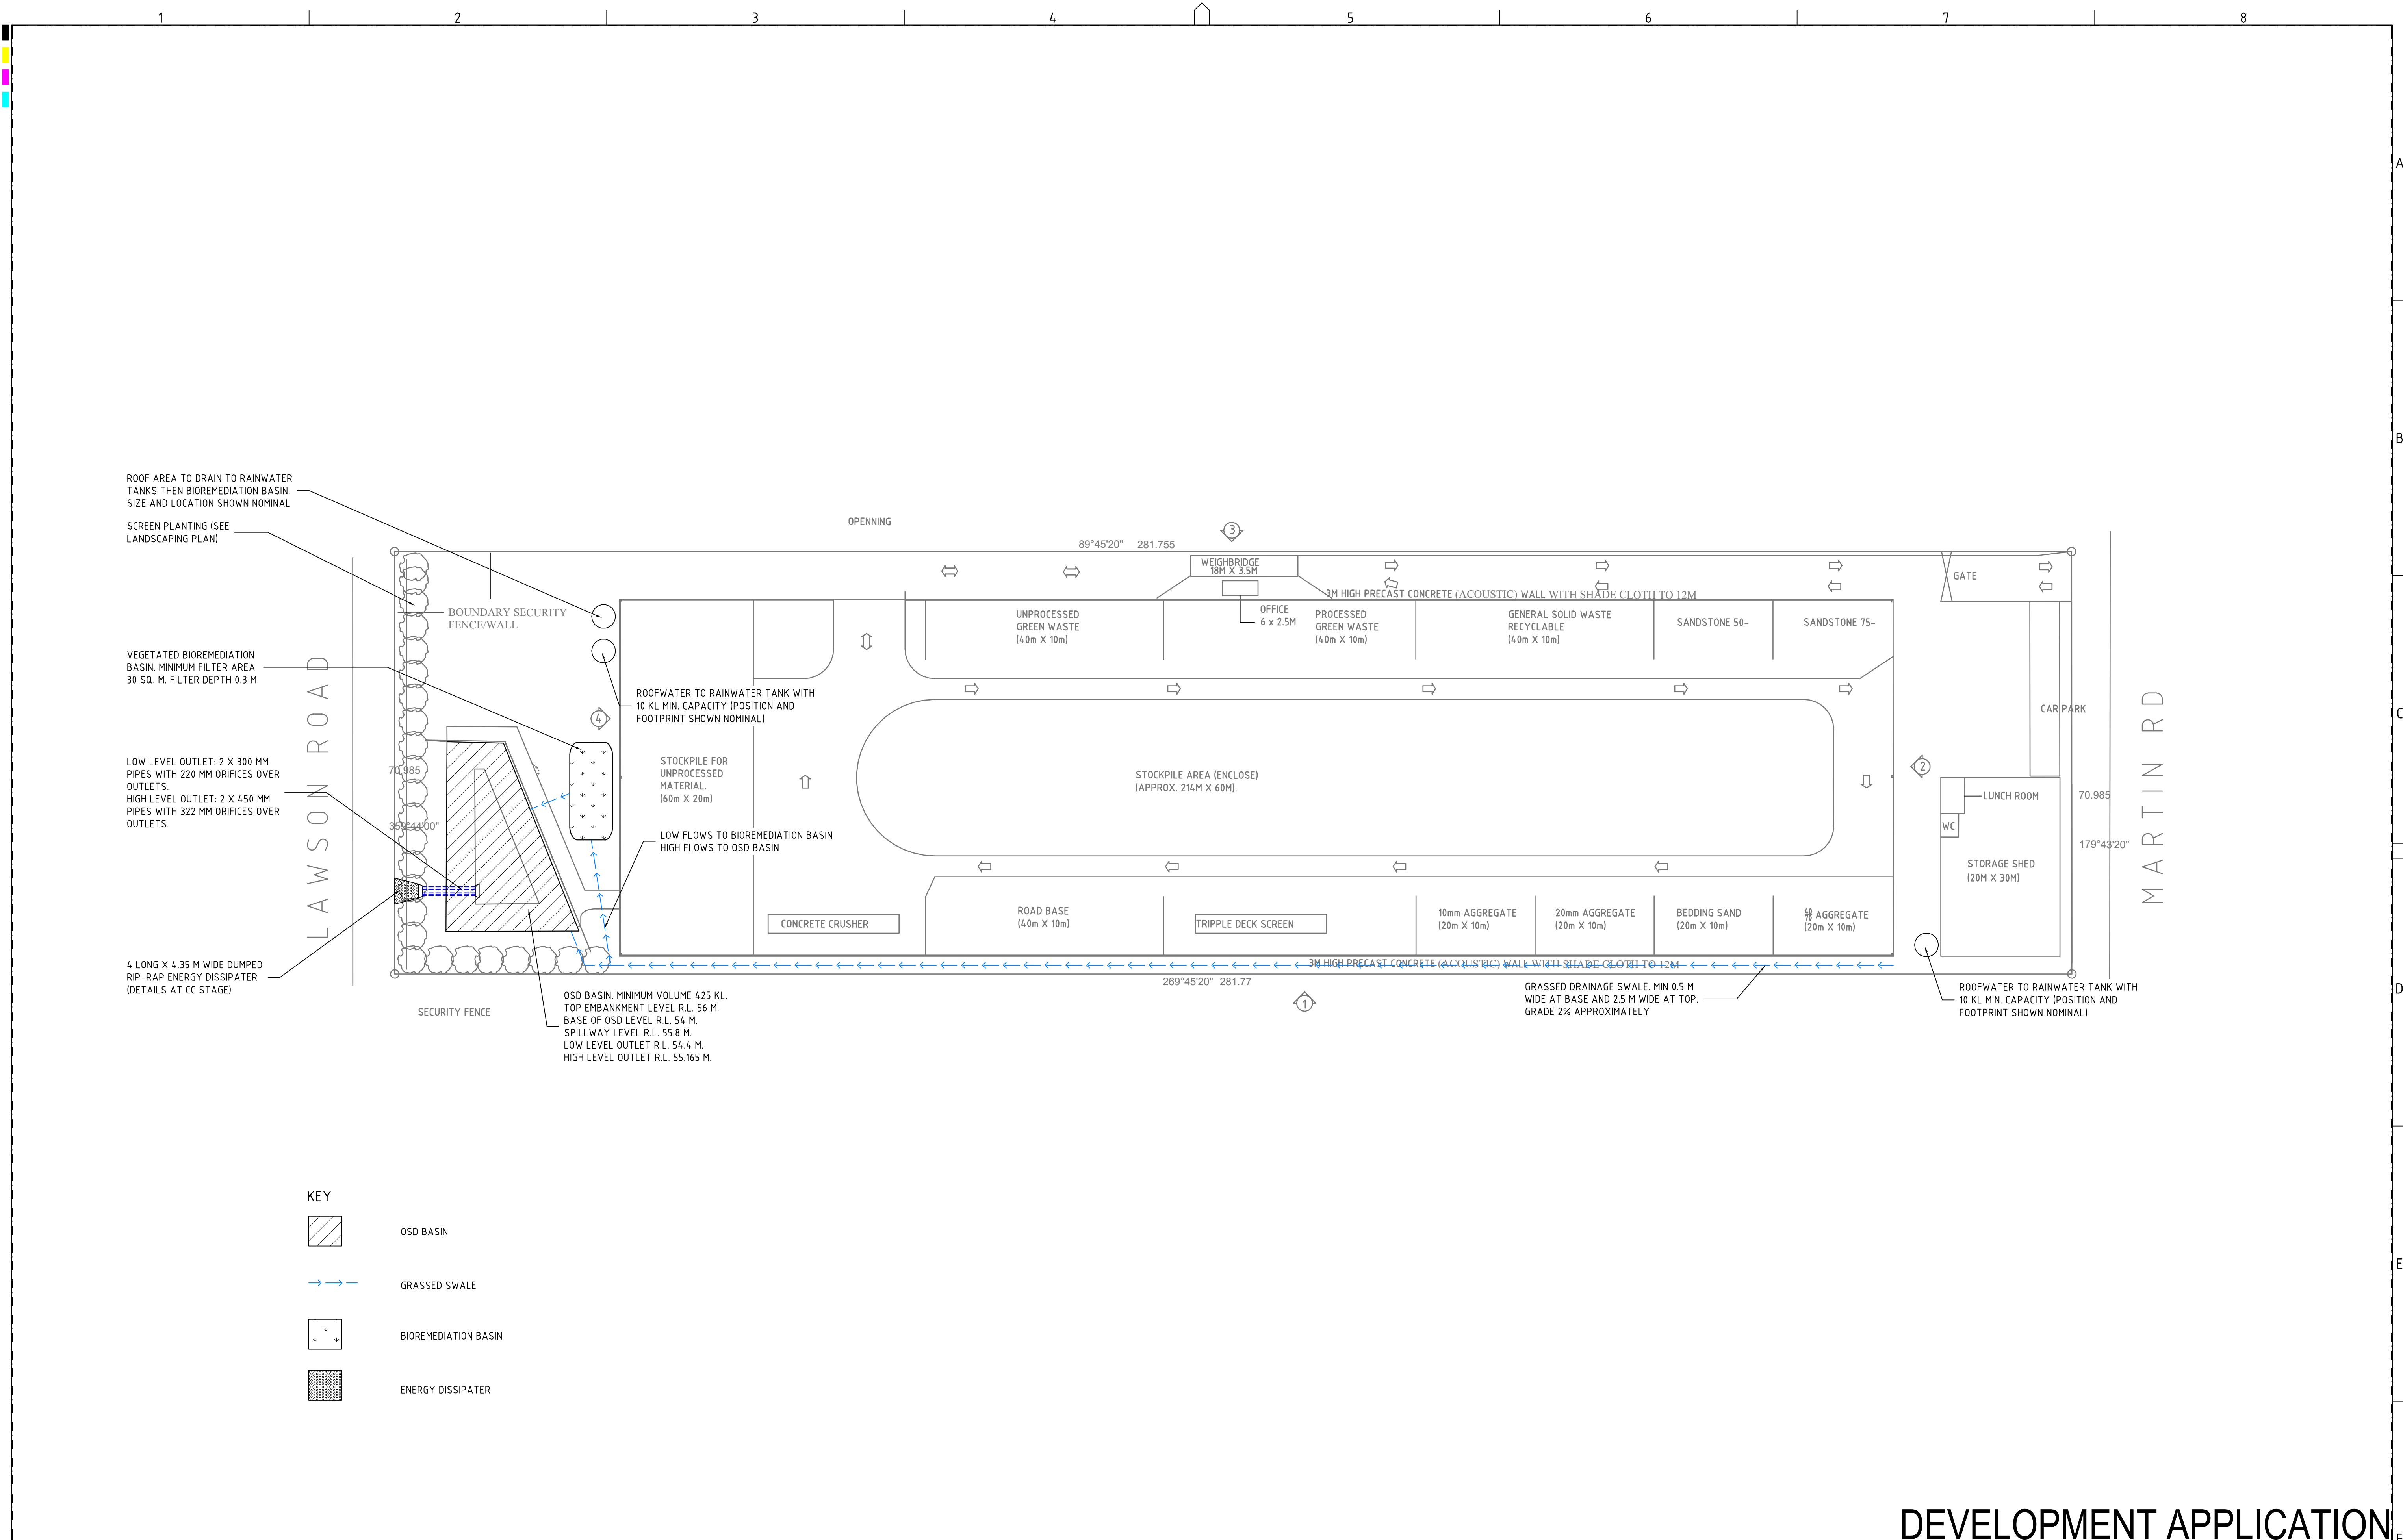 1 2 3 4 5 6 7 8
A
B
C
D
E
F
ROOF AREA TO DRAIN TO RAINWATER
TANKS THEN BIOREMEDIATION BASIN.
SIZE AND LOCATION SHOWN NOMINAL
SCREEN PLANTING (SEE
LANDSCAPING PLAN)
VEGETATED BIOREMEDIATION
BASIN. MINIMUM FILTER AREA
30 SQ. M. FILTER DEPTH 0.3 M.
LOW LEVEL OUTLET: 2 X 300 MM
PIPES WITH 220 MM ORIFICES OVER
OUTLETS.
HIGH LEVEL OUTLET: 2 X 450 MM
PIPES WITH 322 MM ORIFICES OVER
OUTLETS.
4 LONG X 4.35 M WIDE DUMPED
RIP-RAP ENERGY DISSIPATER
(DETAILS AT CC STAGE)
LAWSON ROAD
70.985
359°44'00"
BOUNDARY SECURITY
FENCE/WALL
SECURITY FENCE
OPENNING
89°45'20" 281.755
3
WEIGHBRIDGE
18M X 3.5M
OFFICE
6 x 2.5M
3M HIGH PRECAST CONCRETE (ACOUSTIC) WALL WITH SHADE CLOTH TO 12M
GATE
UNPROCESSED
GREEN WASTE
(40m X 10m)
PROCESSED
GREEN WASTE
(40m X 10m)
GENERAL SOLID WASTE
RECYCLABLE
(40m X 10m)
SANDSTONE 50-
SANDSTONE 75-
ROOFWATER TO RAINWATER TANK WITH
10 KL MIN. CAPACITY (POSITION AND
FOOTPRINT SHOWN NOMINAL)
4
STOCKPILE FOR
UNPROCESSED
MATERIAL.
(60m X 20m)
STOCKPILE AREA (ENCLOSE)
(APPROX. 214M X 60M).
2
CAR PARK
LUNCH ROOM
WC
STORAGE SHED
(20M X 30M)
70.985
179°43'20"
MARTIN RD
LOW FLOWS TO BIOREMEDIATION BASIN
HIGH FLOWS TO OSD BASIN
CONCRETE CRUSHER
ROAD BASE
(40m X 10m)
TRIPPLE DECK SCREEN
10mm AGGREGATE
(20m X 10m)
20mm AGGREGATE
(20m X 10m)
BEDDING SAND
(20m X 10m)
AGGREGATE
(20m X 10m)
3M HIGH PRECAST CONCRETE (ACOUSTIC) WALL WITH SHADE CLOTH TO 12M
269°45'20" 281.77
1
OSD BASIN. MINIMUM VOLUME 425 KL.
TOP EMBANKMENT LEVEL R.L. 56 M.
BASE OF OSD LEVEL R.L. 54 M.
SPILLWAY LEVEL R.L. 55.8 M.
LOW LEVEL OUTLET R.L. 54.4 M.
HIGH LEVEL OUTLET R.L. 55.165 M.
GRASSED DRAINAGE SWALE. MIN 0.5 M
WIDE AT BASE AND 2.5 M WIDE AT TOP.
GRADE 2% APPROXIMATELY
ROOFWATER TO RAINWATER TANK WITH
10 KL MIN. CAPACITY (POSITION AND
FOOTPRINT SHOWN NOMINAL)
KEY
OSD BASIN
GRASSED SWALE
BIOREMEDIATION BASIN
ENERGY DISSIPATER
DEVELOPMENT APPLICATION